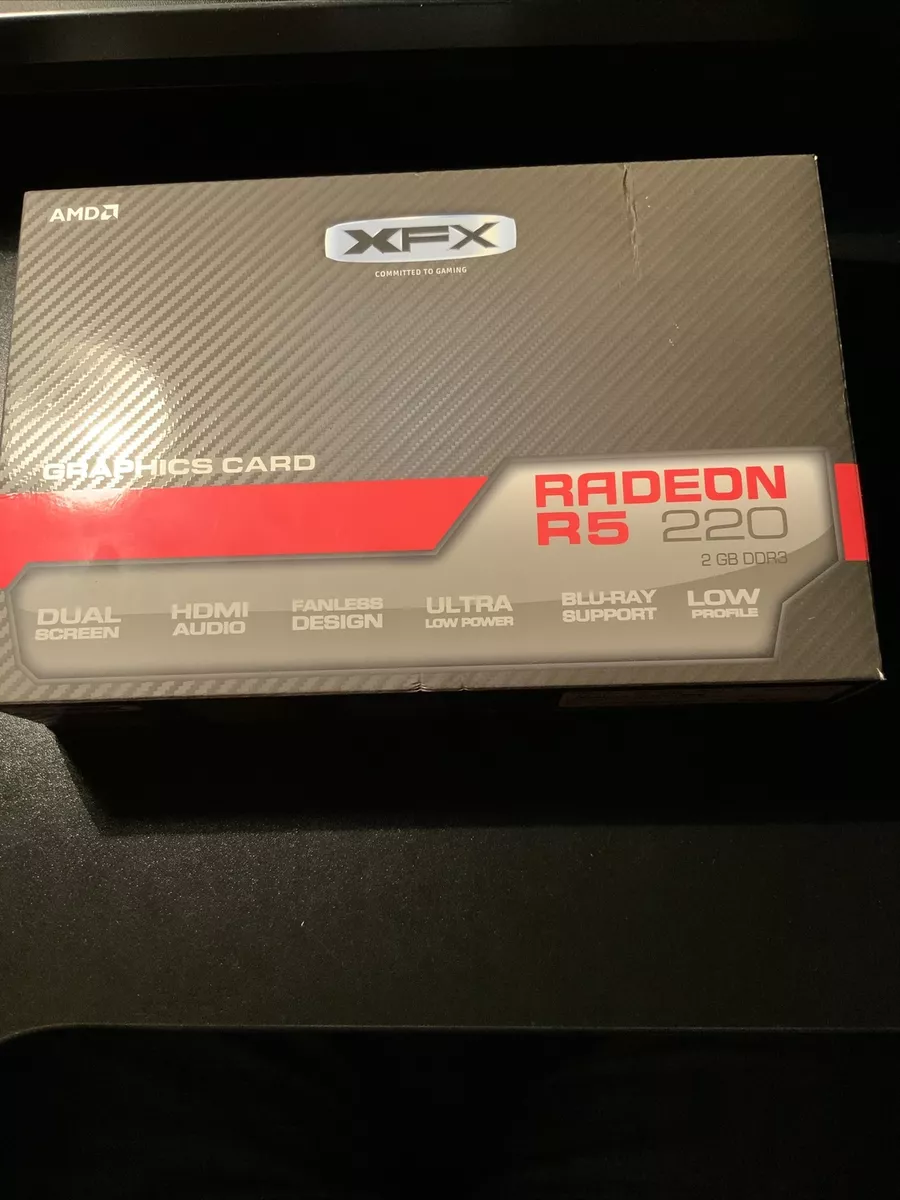 AMD
XFX
COMMITTED TO GAMING
GRAPHICS CARD
RADEON
R5 220
2 GB DDR3
DUAL
SCREEN
HDMI
AUDIO
FANLESS
DESIGN
ULTRA
LOW POWER
BLU-RAY
SUPPORT
LOW
PROFILE